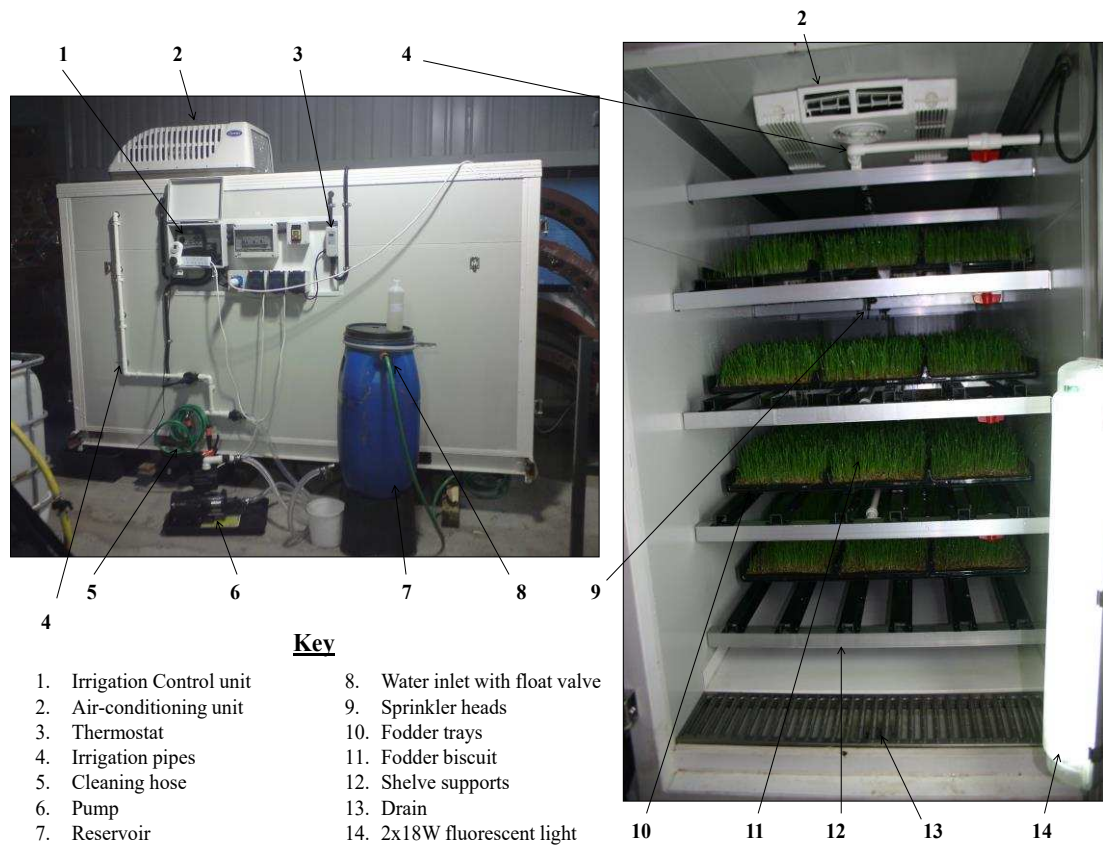 1 2 3 4 2
5 6 7 8 9
4
10 11 12 13 14
Key
1. Irrigation Control unit
2. Air-conditioning unit
3. Thermostat
4. Irrigation pipes
5. Cleaning hose
6. Pump
7. Reservoir
8. Water inlet with float valve
9. Sprinkler heads
10. Fodder trays
11. Fodder biscuit
12. Shelve supports
13. Drain
14. 2x18W fluorescent light